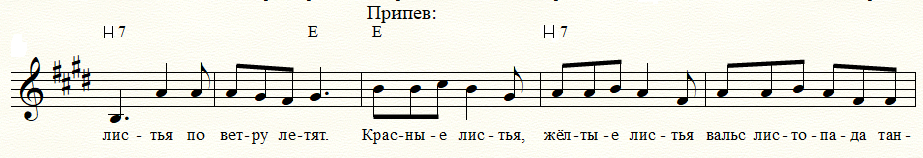 Припев:
H 7 E E H 7
лис - тья по вет - ру ле - тят. Крас - ны - е лис - тья, жёл - ты - е лис - тья вальс лис - то - па - да тан -